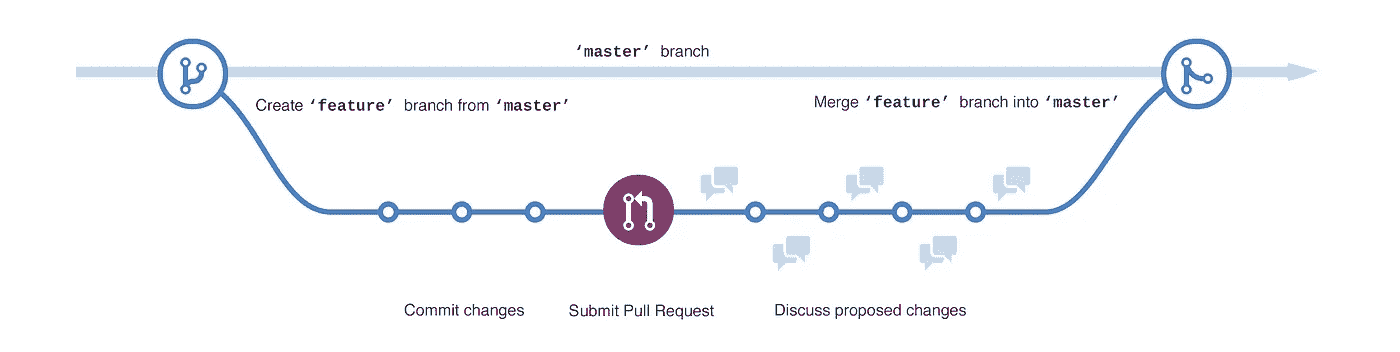 ‘master’ branch
Create ‘feature’ branch from ‘master’
Merge ‘feature’ branch into ‘master’
Commit changes
Submit Pull Request
Discuss proposed changes